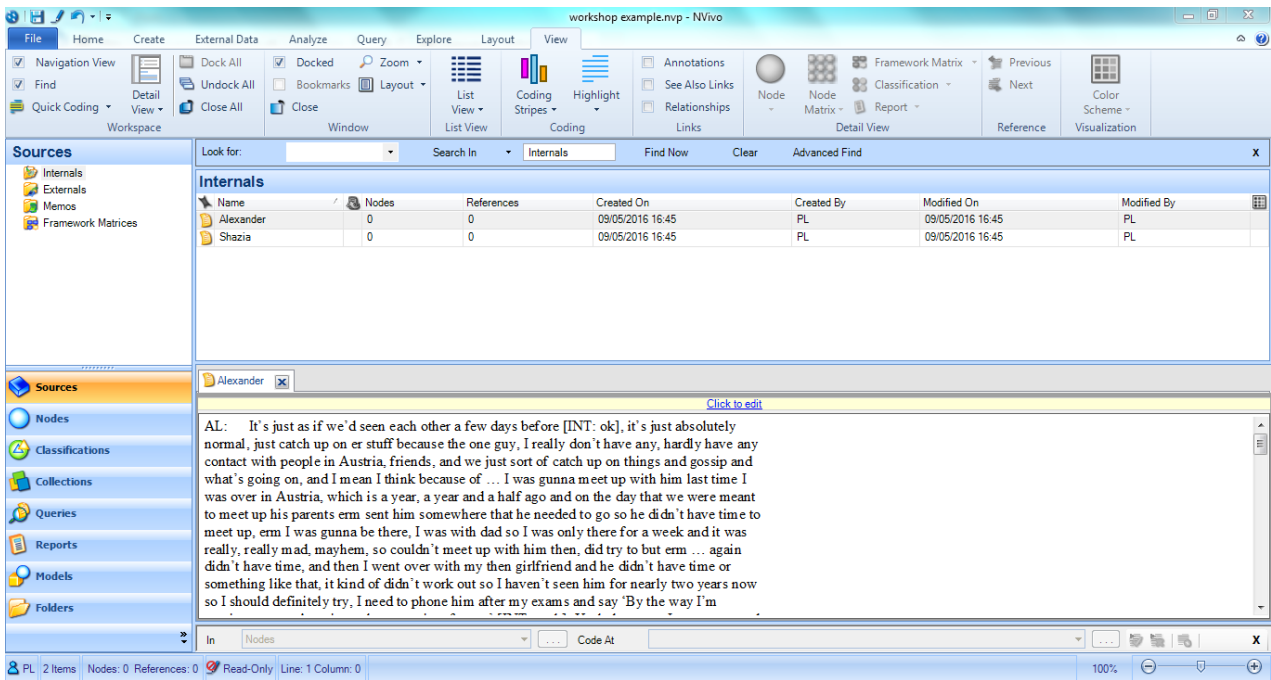 workshop example.nvp - NVivo
File Home Create External Data Analyze Query Explore Layout View
Navigation View
Find
Quick Coding
Detail View
Workspace
Dock All
Undock All
Close All
Docked
Bookmarks
Close
Zoom
Layout
Window
List View
List View
Coding Stripes
Highlight
Coding
Annotations
See Also Links
Relationships
Links
Node
Node Matrix
Framework Matrix
Classification
Report
Detail View
Previous
Next
Reference
Color Scheme
Visualization
Sources
Internals
Externals
Memos
Framework Matrices
Look for: Search In Internals Find Now Clear Advanced Find x
Internals
Name Nodes References Created On Created By Modified On Modified By
Alexander 0 0 09/05/2016 16:45 PL 09/05/2016 16:45 PL
Shazia 0 0 09/05/2016 16:45 PL 09/05/2016 16:45 PL
Sources
Nodes
Classifications
Collections
Queries
Reports
Models
Folders
Alexander
Click to edit
AL: It's just as if we'd seen each other a few days before [INT: ok], it's just absolutely
normal, just catch up on er stuff because the one guy, I really don't have any, hardly have any
contact with people in Austria, friends, and we just sort of catch up on things and gossip and
what's going on, and I mean I think because of … I was gunna meet up with him last time I
was over in Austria, which is a year, a year and a half ago and on the day that we were meant
to meet up his parents erm sent him somewhere that he needed to go so he didn't have time to
meet up, erm I was gunna be there, I was with dad so I was only there for a week and it was
really, really mad, mayhem, so couldn't meet up with him then, did try to but erm … again
didn't have time, and then I went over with my then girlfriend and he didn't have time or
something like that, it kind of didn't work out so I haven't seen him for nearly two years now
so I should definitely try, I need to phone him after my exams and say 'By the way I'm
In Nodes ... Code At ... x
PL 2 Items Nodes: 0 References: 0 Read-Only Line: 1 Column: 0 100%